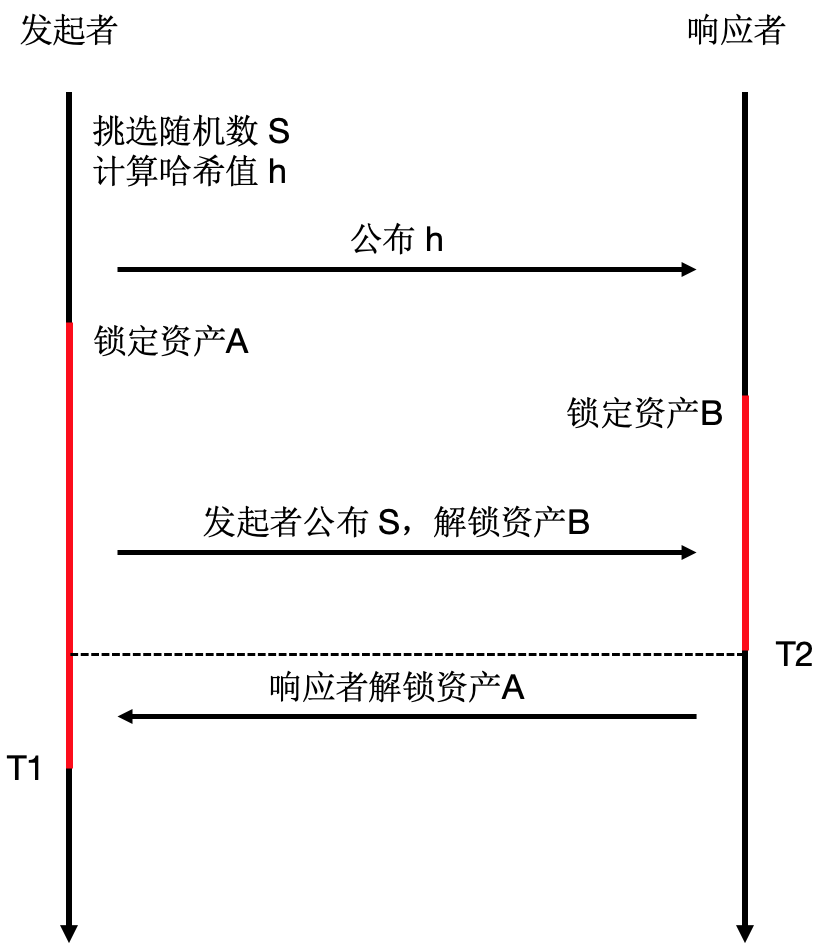 发起者
响应者
挑选随机数 S
计算哈希值 h
公布 h
锁定资产A
锁定资产B
发起者公布 S，解锁资产B
T2
响应者解锁资产A
T1